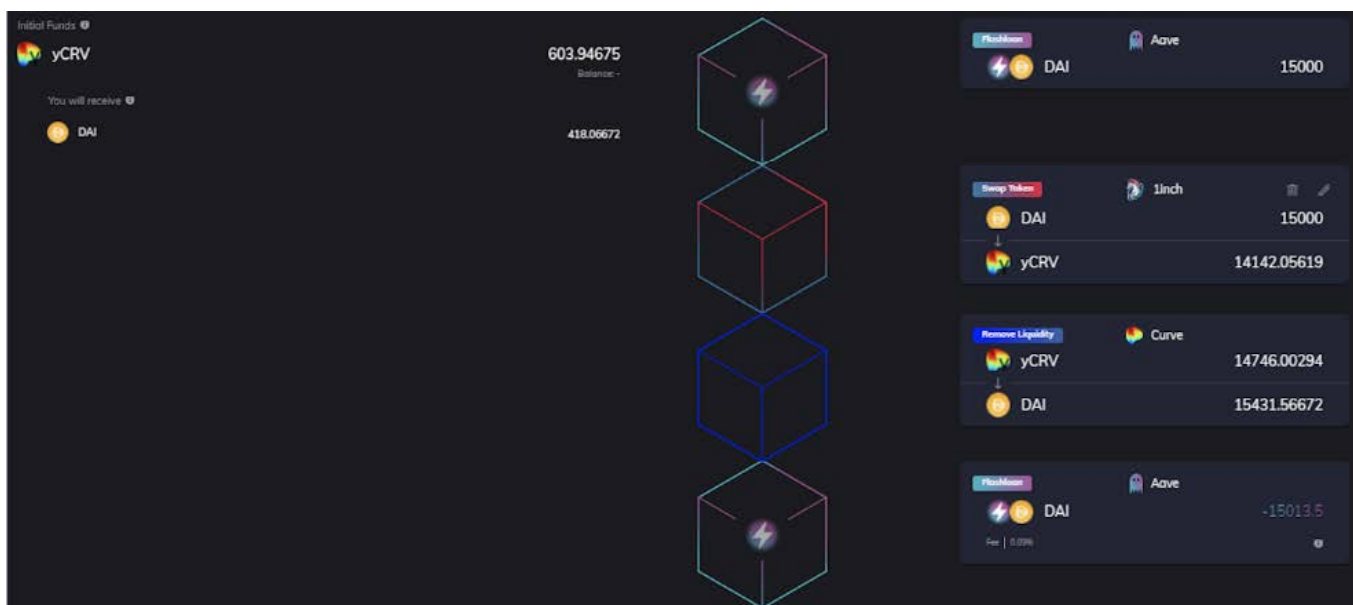 Initial Funds
yCRV 603.94675
Balance: -
You will receive
DAI 418.06672
Flashloan Aave
DAI 15000
Swap Token 1inch
DAI 15000
↓
yCRV 14142.05619
Remove Liquidity Curve
yCRV 14746.00294
↓
DAI 15431.56672
Flashloan Aave
DAI -15013.5
Fee | 0.09%